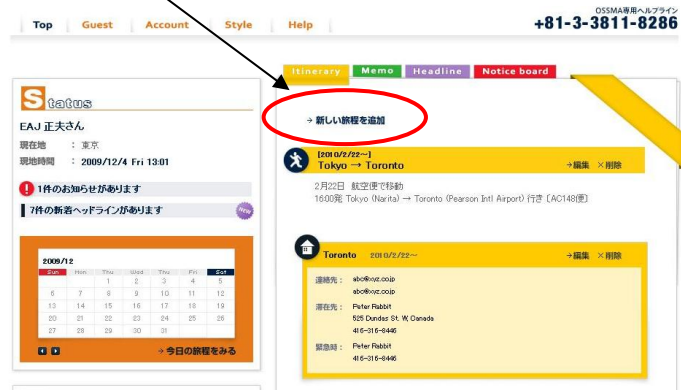 Top Guest Account Style Help
OSSMA専用ヘルプライン
+81-3-3811-8286
Itinerary Memo Headline Notice board
Status
EAJ 正夫さん
現在地 : 東京
現地時間 : 2009/12/4 Fri 13:01
! 1件のお知らせがあります
7件の新着ヘッドラインがあります NEW
2009/12
Sun Mon Tue Wed Thu Fri Sat
1 2 3 4 5
6 7 8 9 10 11 12
13 14 15 16 17 18 19
20 21 22 23 24 25 26
27 28 29 30 31
→今日の旅程をみる
→ 新しい旅程を追加
[2010/2/22～]
Tokyo → Toronto →編集 ×削除
2月22日 航空便で移動
16:00発 Tokyo (Narita) → Toronto (Pearson Intl Airport) 行き [AC148便]
Toronto 2010/2/22～ →編集 ×削除
連絡先: abc@xyz.co.jp
abc@xyz.co.jp
滞在先: Peter Rabbit
525 Dundas St. W, Canada
416-316-8446
緊急時: Peter Rabbit
416-316-8446